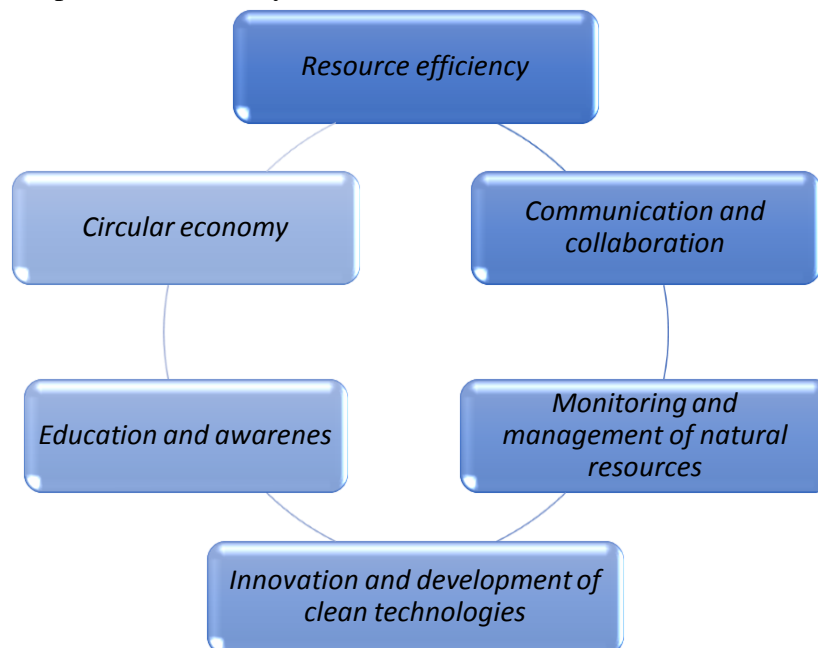 Resource efficiency
Communication and
collaboration
Monitoring and
management of natural
resources
Innovation and development of
clean technologies
Education and awarenes
Circular economy